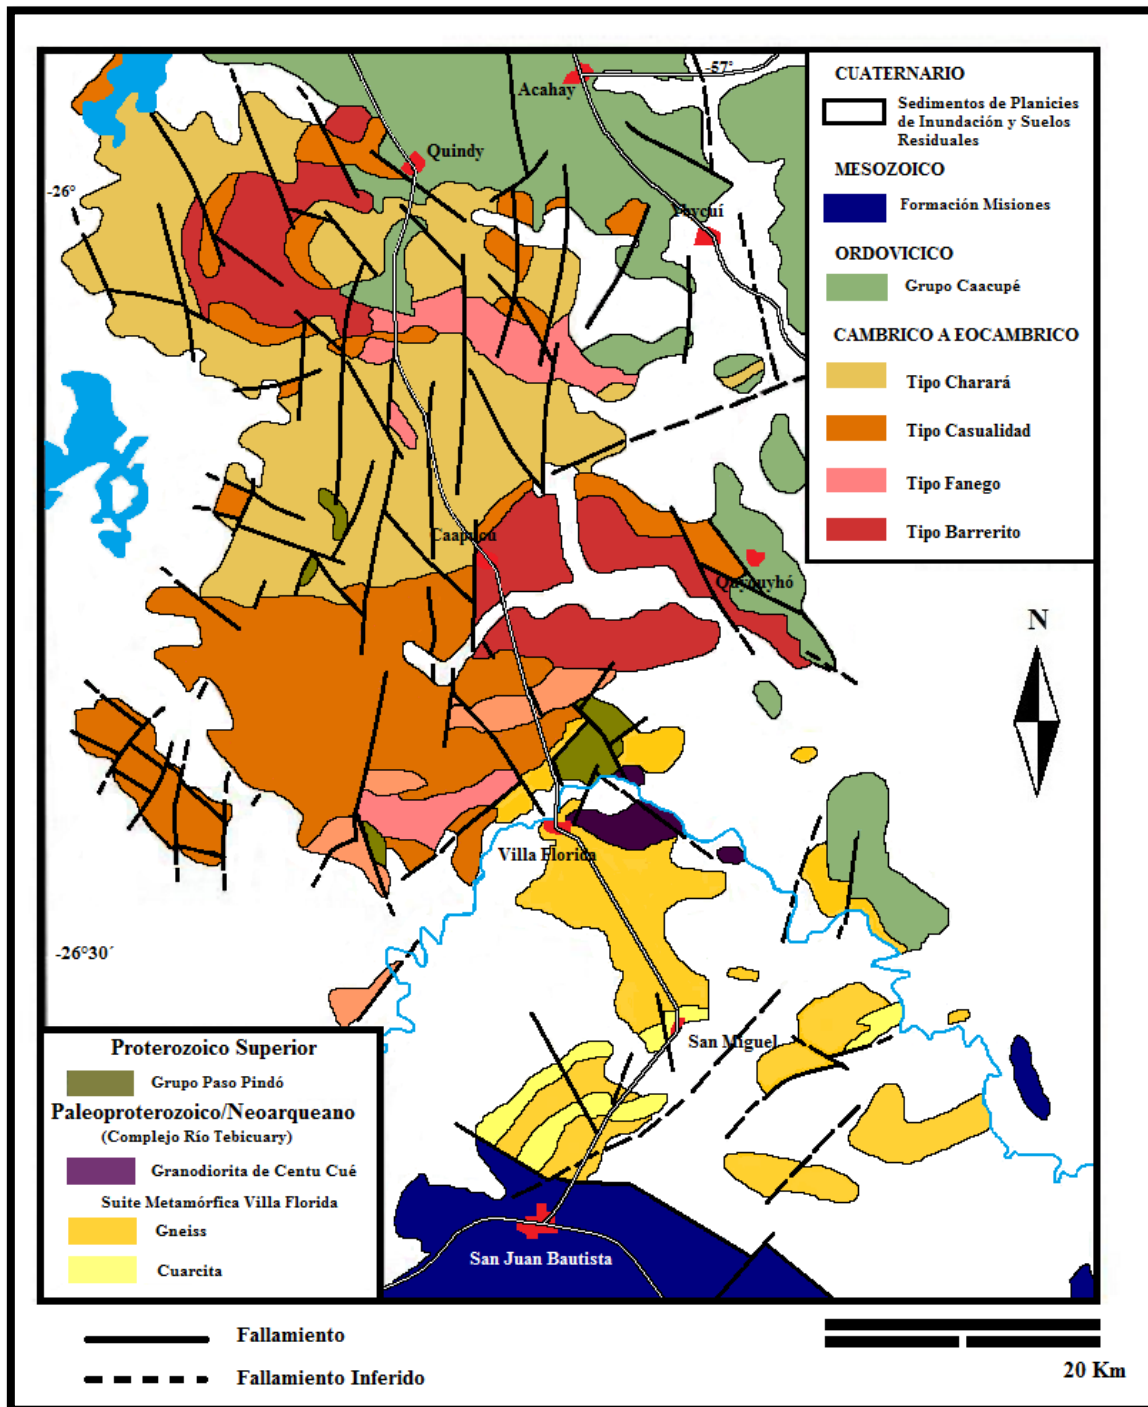 -57°
Acahay
Quindy
-26°
Ybycuí
Caapucú
Quyquyhó
Villa Florida
-26°30´
San Miguel
San Juan Bautista
N
CUATERNARIO
Sedimentos de Planicies
de Inundación y Suelos
Residuales
MESOZOICO
Formación Misiones
ORDOVICICO
Grupo Caacupé
CAMBRICO A EOCAMBRICO
Tipo Charará
Tipo Casualidad
Tipo Fanego
Tipo Barrerito
Proterozoico Superior
Grupo Paso Pindó
Paleoproterozoico/Neoarqueano
(Complejo Río Tebicuary)
Granodiorita de Centu Cué
Suite Metamórfica Villa Florida
Gneiss
Cuarcita
Fallamiento
Fallamiento Inferido
20 Km